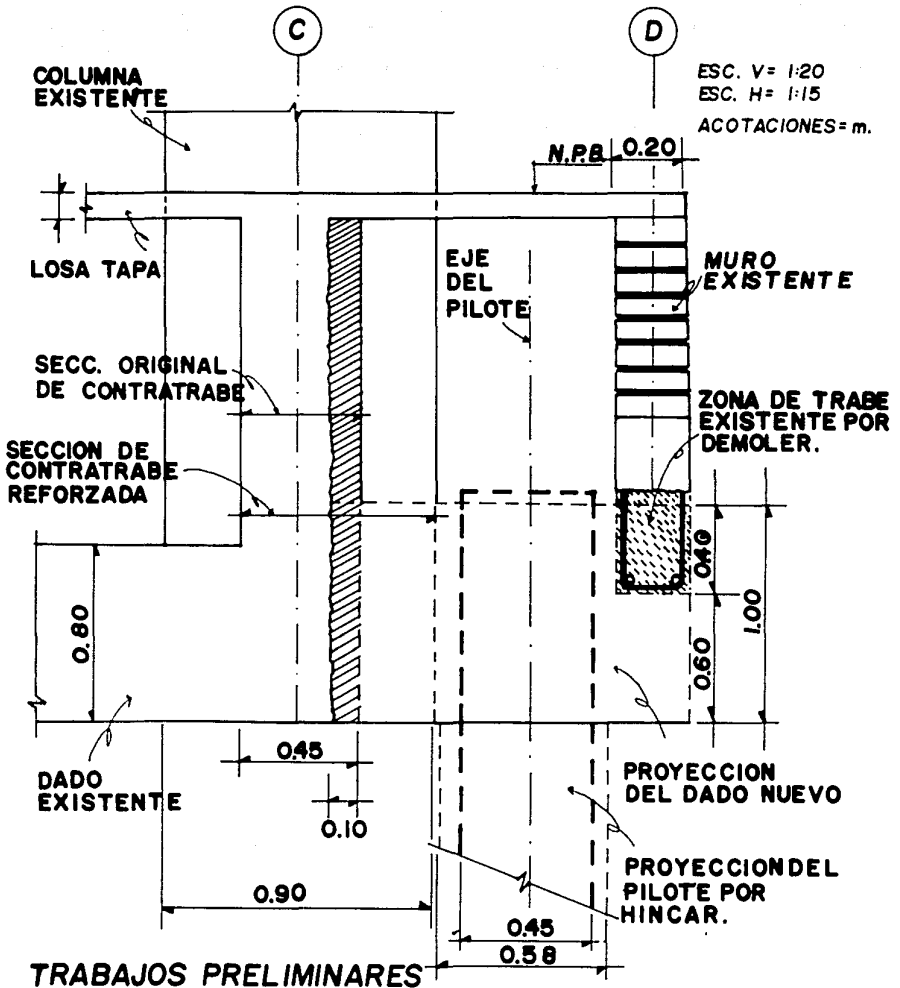 C
D
ESC. V= 1:20
ESC. H= 1:15
ACOTACIONES= m.
COLUMNA
EXISTENTE
N.P.B.
0.20
LOSA TAPA
EJE
DEL
PILOTE
MURO
EXISTENTE
SECC. ORIGINAL
DE CONTRATRABE
ZONA DE TRABE
EXISTENTE POR
DEMOLER.
SECCION DE
CONTRATRABE
REFORZADA
0.40
0.80
0.60
1.00
0.45
0.10
DADO
EXISTENTE
PROYECCION
DEL DADO NUEVO
PROYECCION DEL
PILOTE POR
HINCAR.
0.90
0.45
0.58
TRABAJOS PRELIMINARES